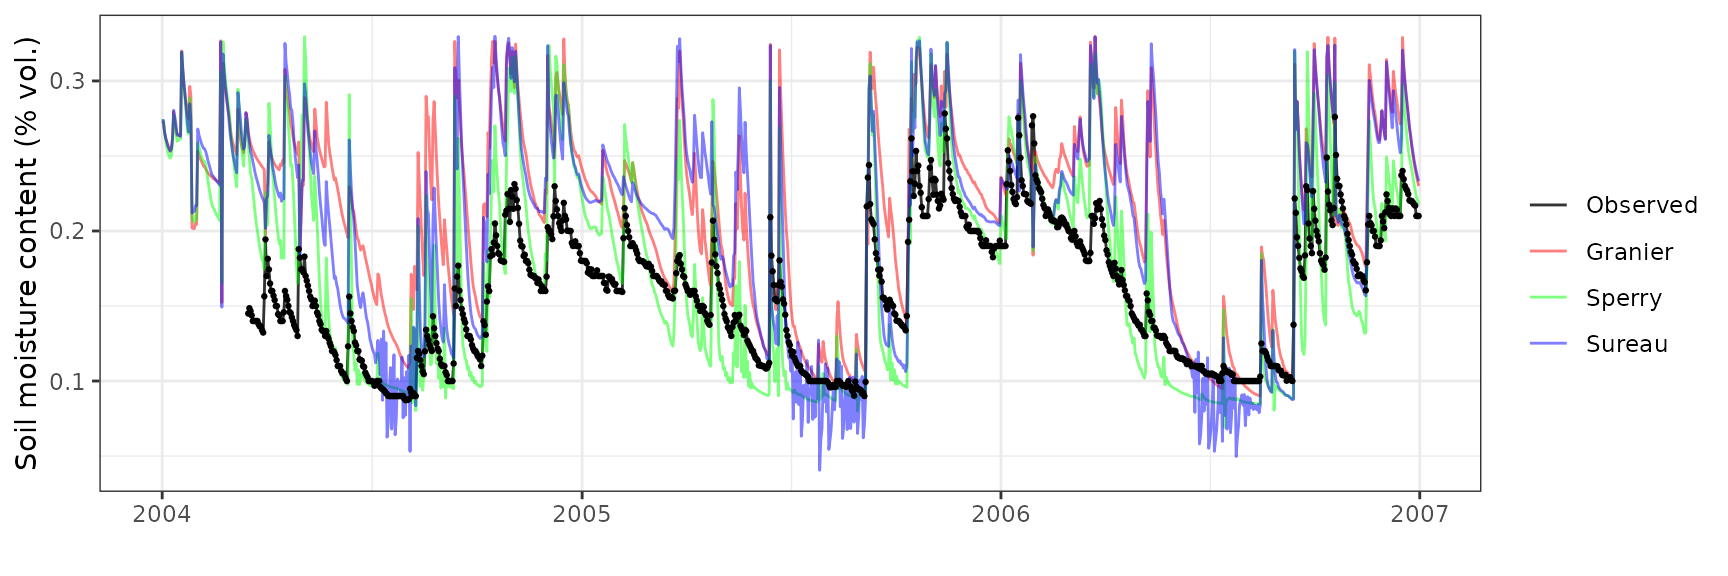 Soil moisture content (% vol.)
0.3
0.2
0.1
2004
2005
2006
2007
Observed
Granier
Sperry
Sureau